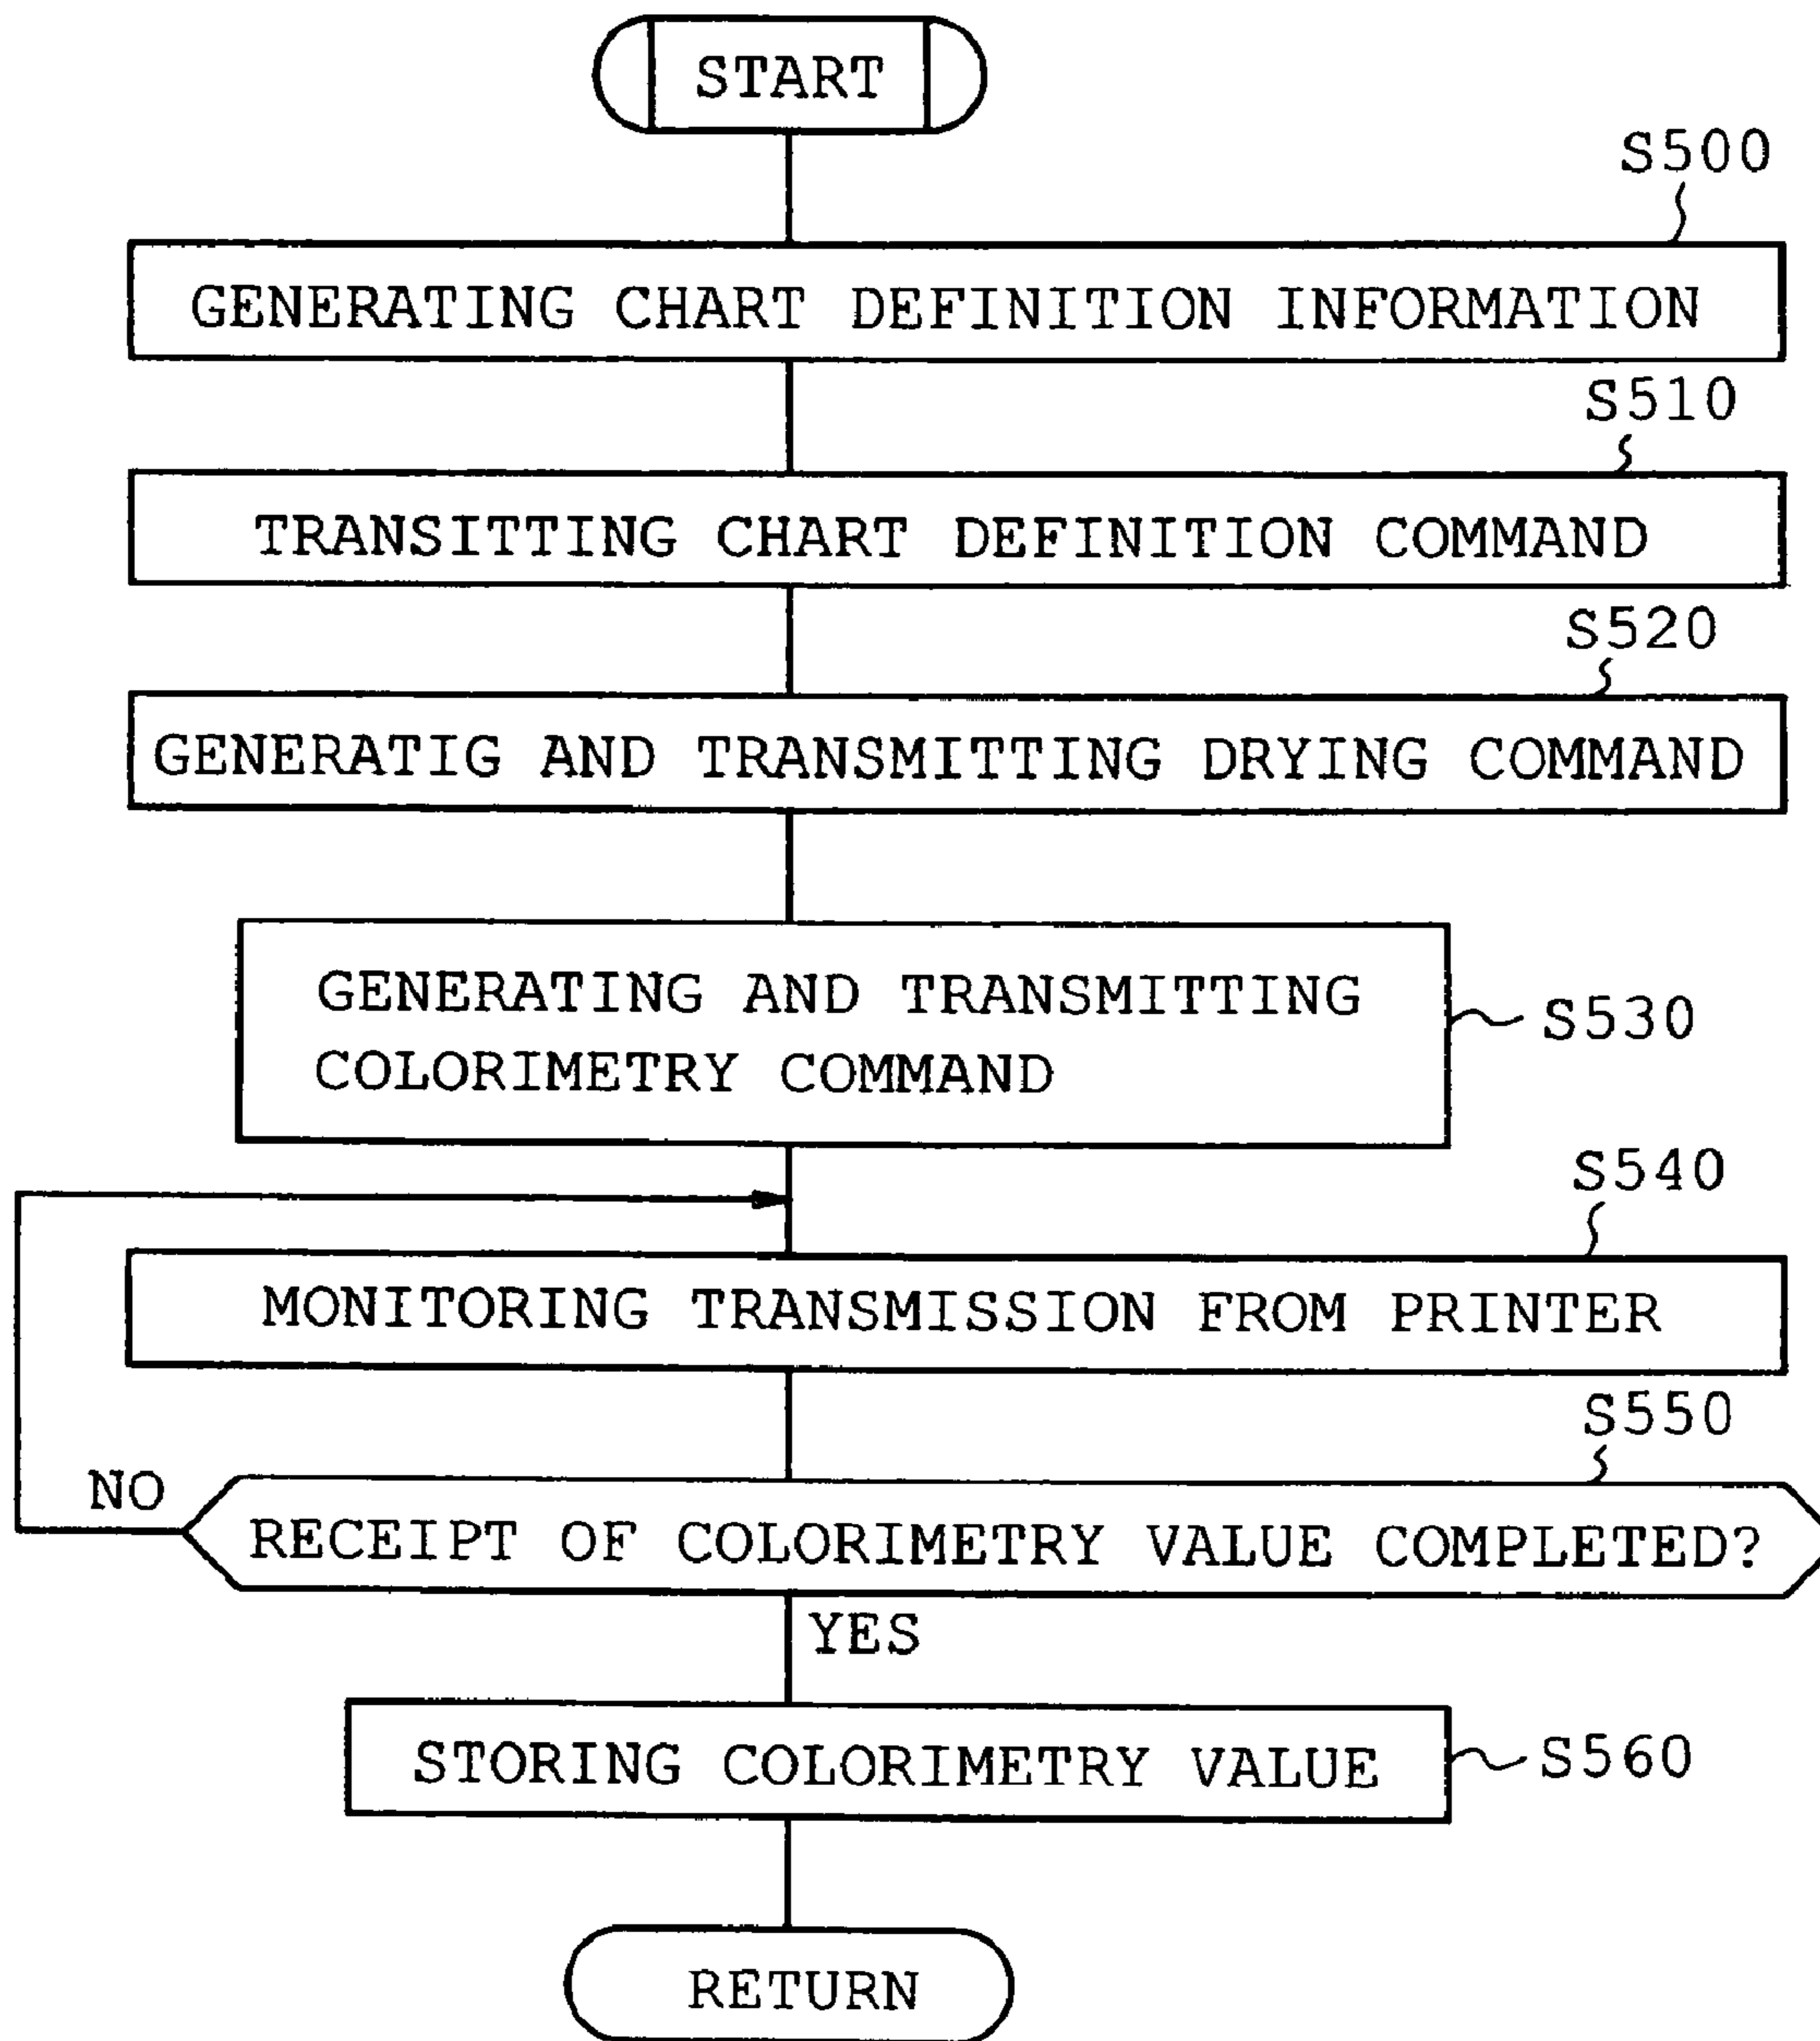 START
S500
GENERATING CHART DEFINITION INFORMATION
S510
TRANSITTING CHART DEFINITION COMMAND
S520
GENERATIG AND TRANSMITTING DRYING COMMAND
GENERATING AND TRANSMITTING
COLORIMETRY COMMAND
S530
S540
MONITORING TRANSMISSION FROM PRINTER
S550
NO
RECEIPT OF COLORIMETRY VALUE COMPLETED?
YES
STORING COLORIMETRY VALUE
S560
RETURN